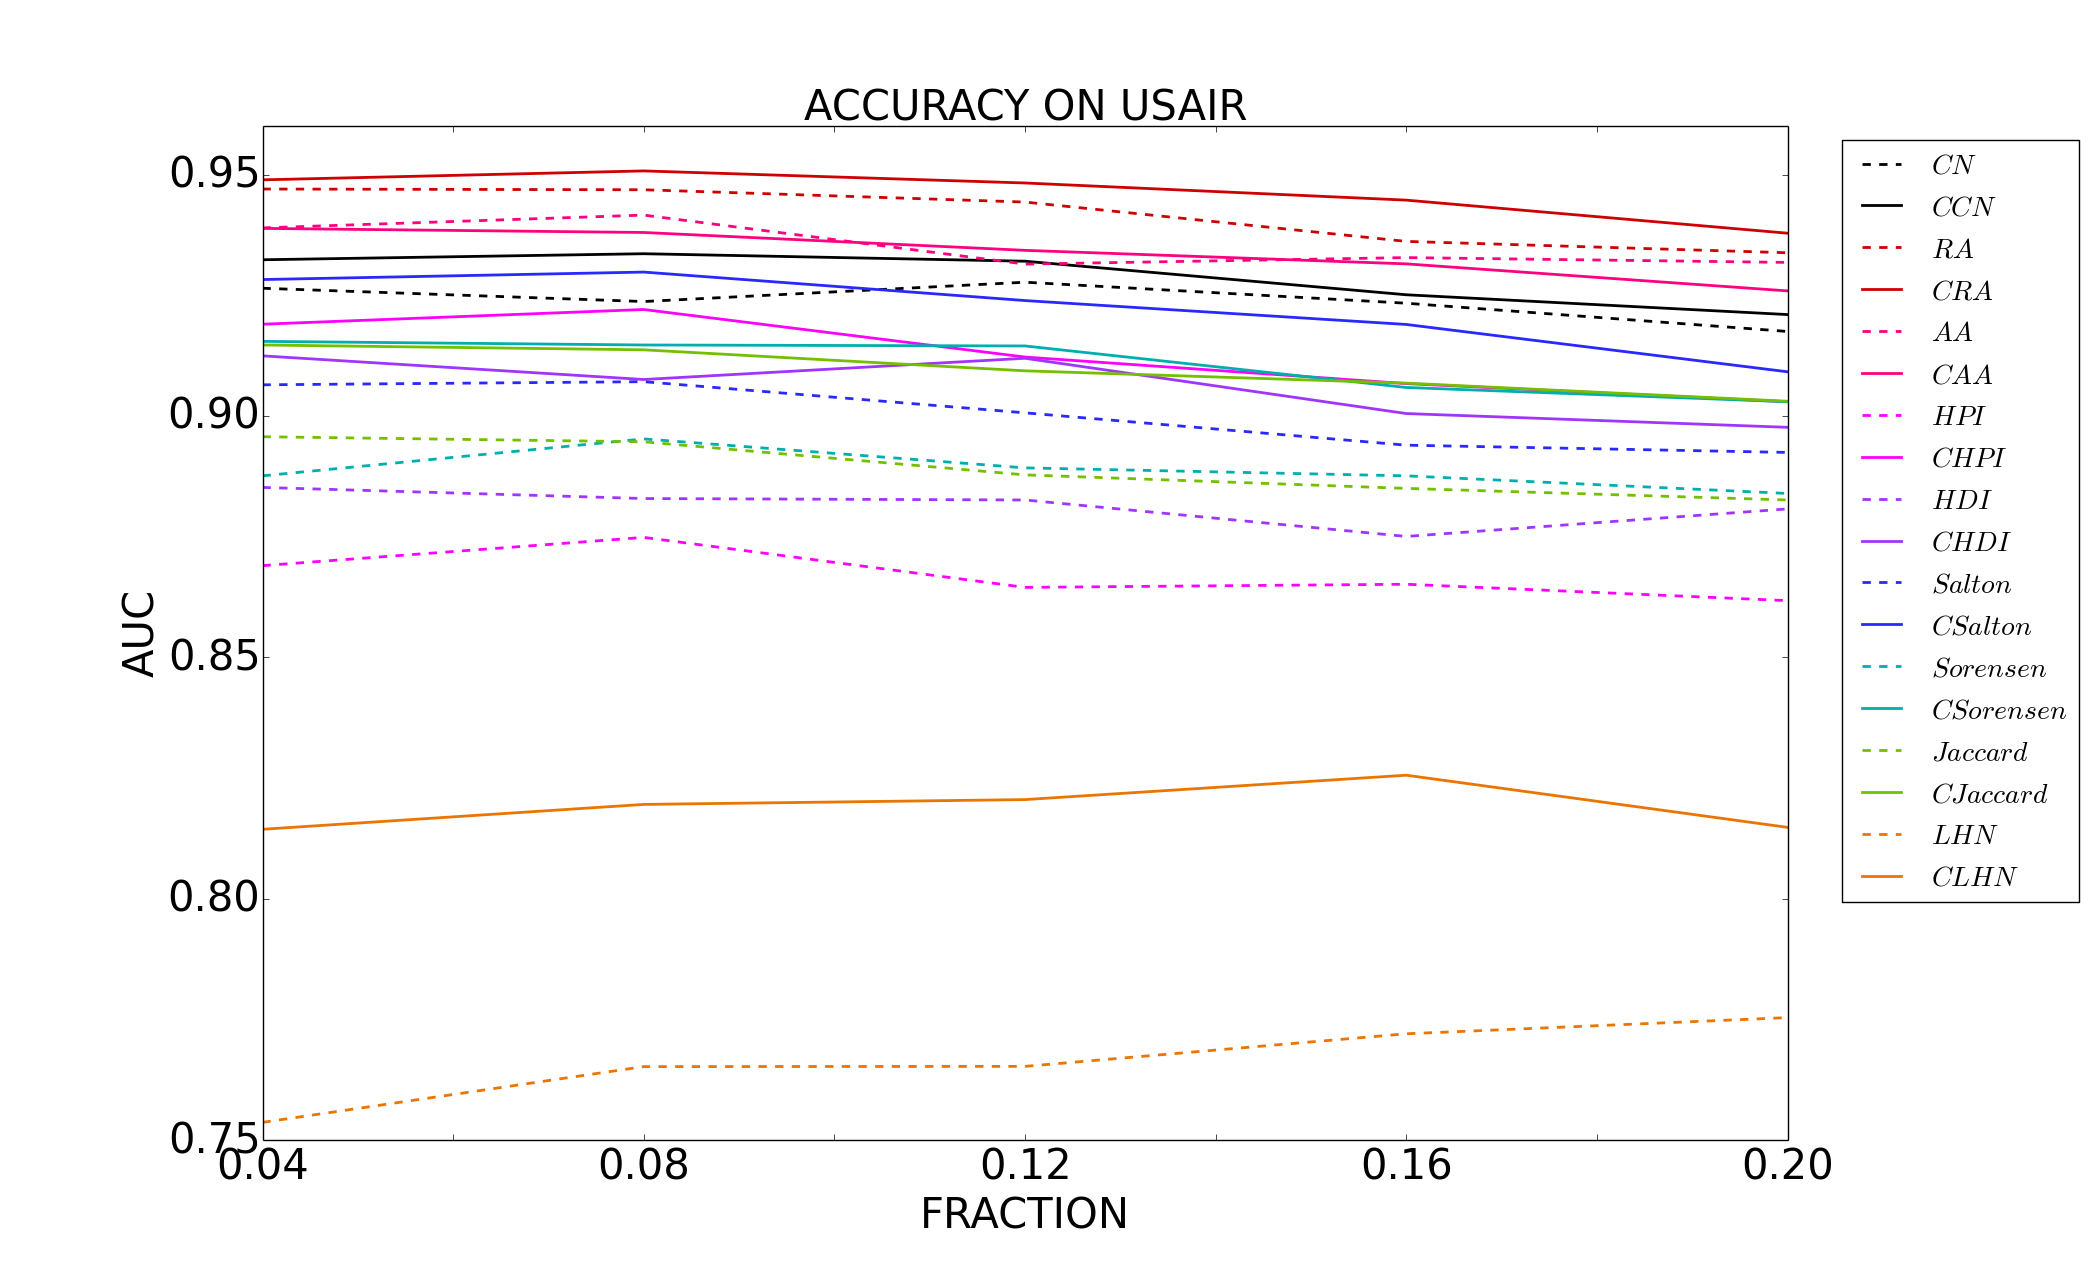 ACCURACY ON USAIR
0.95
0.90
0.85
0.80
0.75
AUC
0.04 0.08 0.12 0.16 0.20
FRACTION
CN
CCN
RA
CRA
AA
CAA
HPI
CHPI
HDI
CHDI
Salton
CSalton
Sorensen
CSorensen
Jaccard
CJaccard
LHN
CLHN